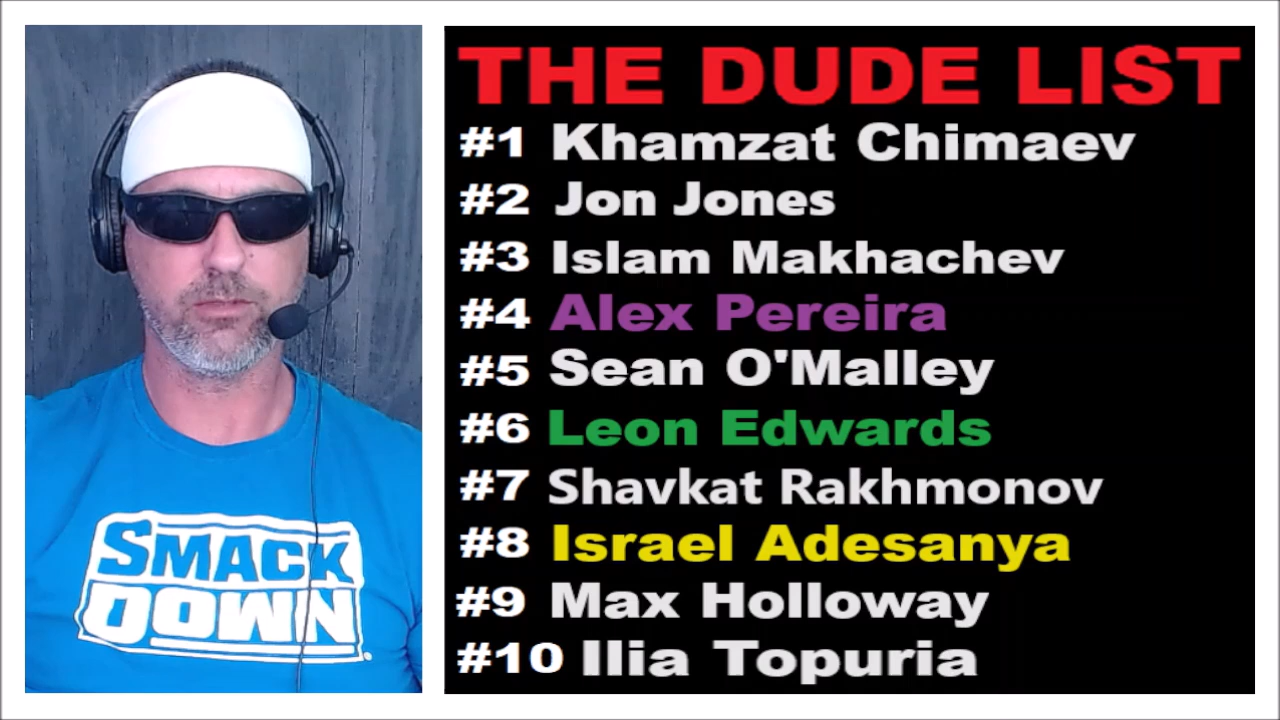 SMACK
DOWN
THE DUDE LIST
#1 Khamzat Chimaev
#2 Jon Jones
#3 Islam Makhachev
#4 Alex Pereira
#5 Sean O'Malley
#6 Leon Edwards
#7 Shavkat Rakhmonov
#8 Israel Adesanya
#9 Max Holloway
#10 Ilia Topuria